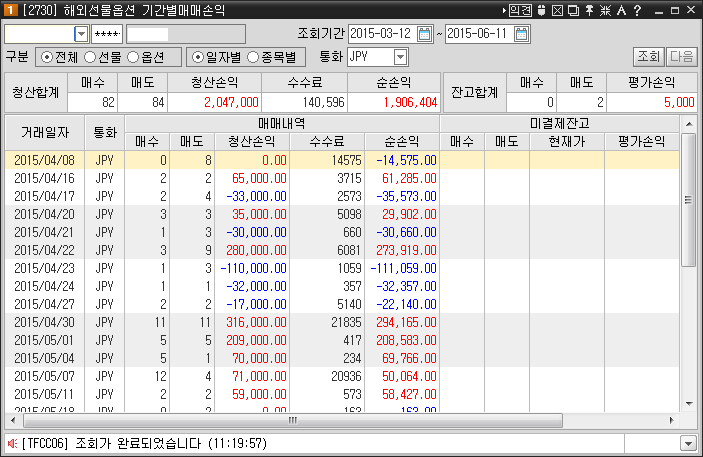 1 [2730] 해외선물옵션 기간별매매손익 의견 A ?
**** 조회기간 2015-03-12 ~ 2015-06-11
구분 전체 선물 옵션 일자별 종목별 통화 JPY 조회 다음
청산합계 매수 매도 청산손익 수수료 순손익 잔고합계 매수 매도 평가손익
82 84 2,047,000 140,596 1,906,404 0 2 5,000
거래일자 통화 매매내역 미결제잔고
매수 매도 청산손익 수수료 순손익 매수 매도 현재가 평가손익
2015/04/08 JPY 0 8 0.00 14575 -14,575.00
2015/04/16 JPY 2 2 65,000.00 3715 61,285.00
2015/04/17 JPY 2 4 -33,000.00 2573 -35,573.00
2015/04/20 JPY 3 3 35,000.00 5098 29,902.00
2015/04/21 JPY 1 3 -30,000.00 660 -30,660.00
2015/04/22 JPY 3 9 280,000.00 6081 273,919.00
2015/04/23 JPY 1 3 -110,000.00 1059 -111,059.00
2015/04/24 JPY 1 1 -32,000.00 357 -32,357.00
2015/04/27 JPY 2 2 -17,000.00 5140 -22,140.00
2015/04/30 JPY 11 11 316,000.00 21835 294,165.00
2015/05/01 JPY 5 5 209,000.00 417 208,583.00
2015/05/04 JPY 5 1 70,000.00 234 69,766.00
2015/05/07 JPY 12 4 71,000.00 20936 50,064.00
2015/05/11 JPY 2 2 59,000.00 573 58,427.00
2015/05/18 JPY 0 2 0.00 163 -163.00
[TFCC06] 조회가 완료되었습니다 (11:19:57)